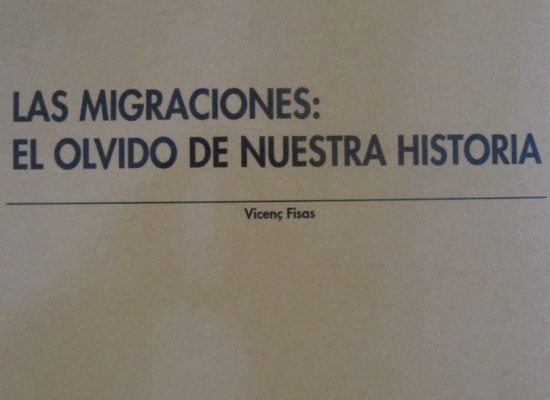 LAS MIGRACIONES:
EL OLVIDO DE NUESTRA HISTORIA
Vicenç Fisas